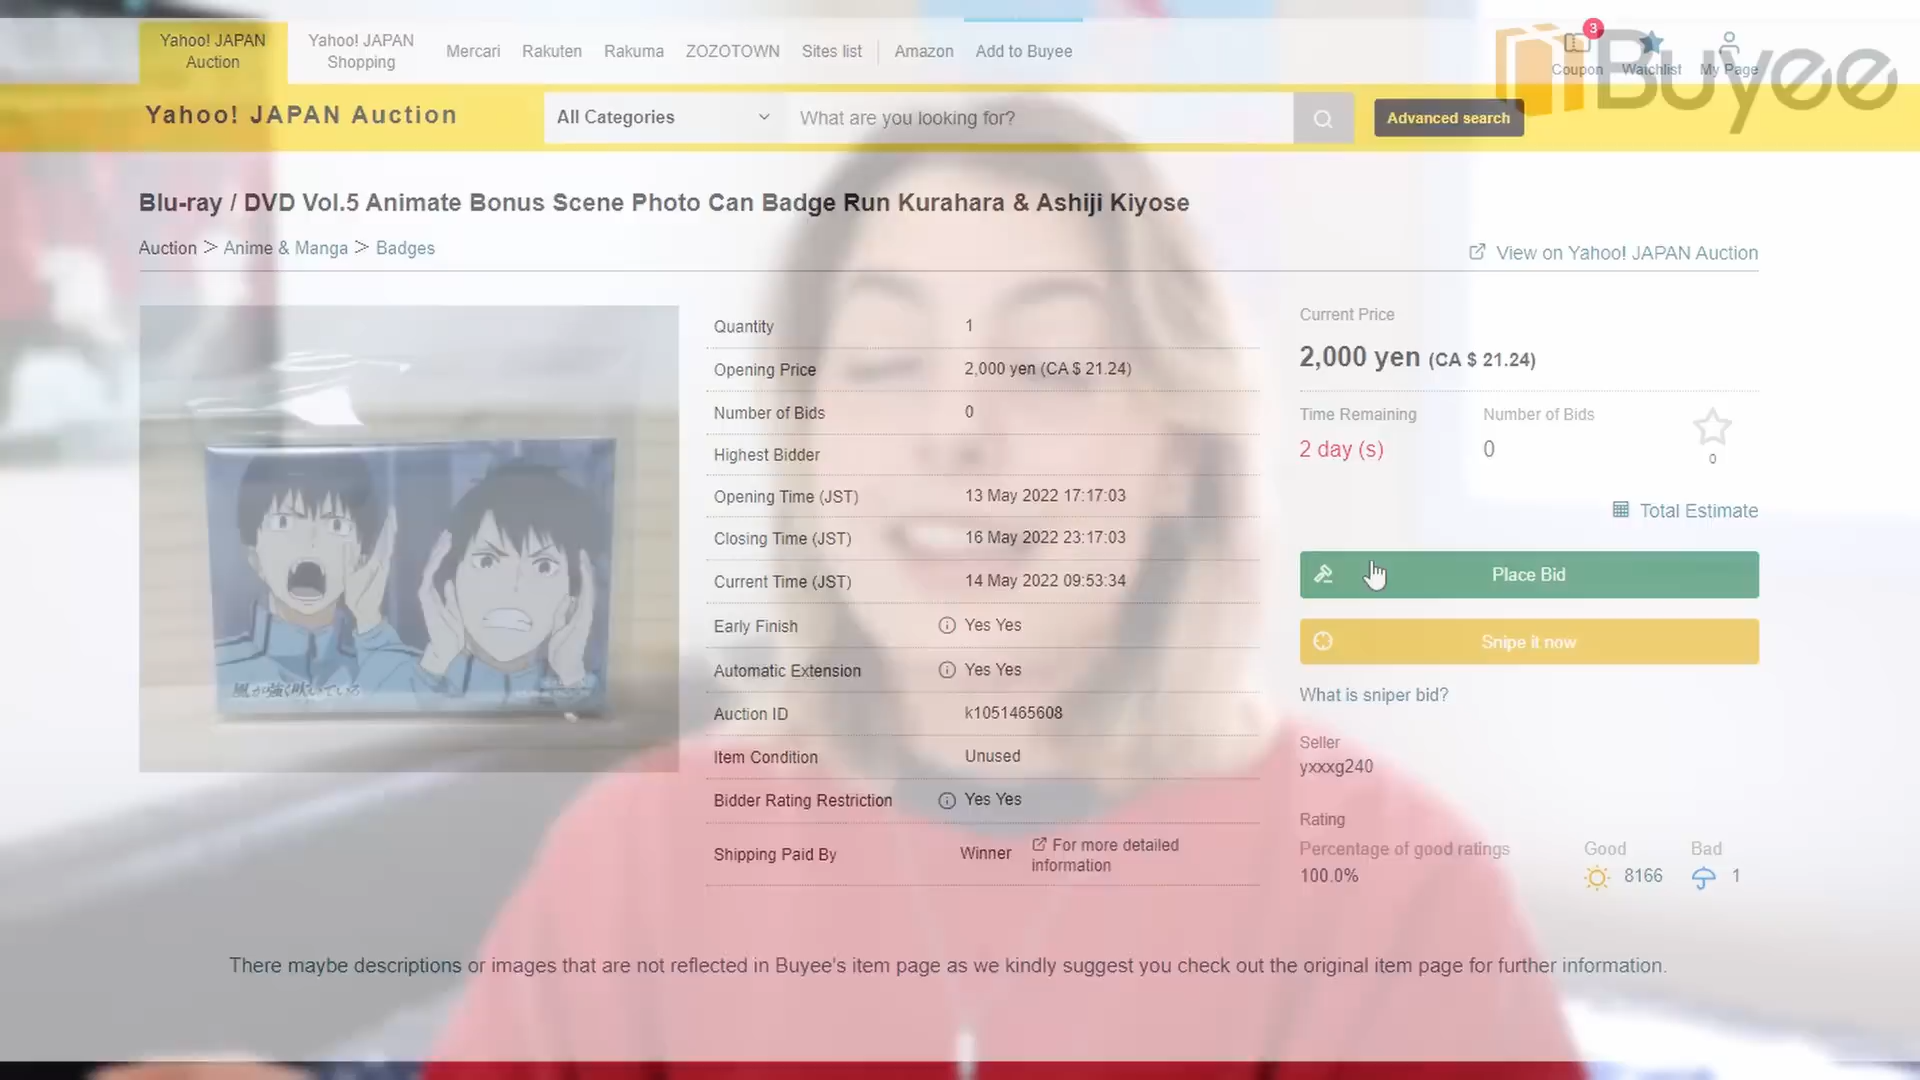 Yahoo! JAPAN
Auction
Yahoo! JAPAN
Shopping
Mercari
Rakuten
Rakuma
ZOZOTOWN
Sites list
Amazon
Add to Buyee
3
Coupon
Watchlist
My Page
Buyee
Yahoo! JAPAN Auction
All Categories
What are you looking for?
Advanced search
Blu-ray / DVD Vol.5 Animate Bonus Scene Photo Can Badge Run Kurahara & Ashiji Kiyose
Auction > Anime & Manga > Badges
View on Yahoo! JAPAN Auction
風が強く吹いている
Quantity 1
Opening Price 2,000 yen (CA $ 21.24)
Number of Bids 0
Highest Bidder
Opening Time (JST) 13 May 2022 17:17:03
Closing Time (JST) 16 May 2022 23:17:03
Current Time (JST) 14 May 2022 09:53:34
Early Finish Yes Yes
Automatic Extension Yes Yes
Auction ID k1051465608
Item Condition Unused
Bidder Rating Restriction Yes Yes
Shipping Paid By Winner For more detailed
information
Current Price
2,000 yen (CA $ 21.24)
Time Remaining Number of Bids
2 day (s) 0
0
Total Estimate
Place Bid
Snipe it now
What is sniper bid?
Seller
yxxxg240
Rating
Percentage of good ratings Good Bad
100.0% 8166 1
There maybe descriptions or images that are not reflected in Buyee's item page as we kindly suggest you check out the original item page for further information.